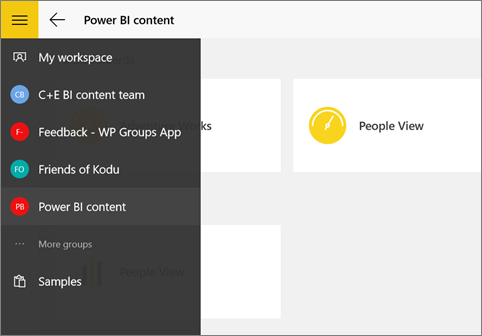 Power BI content
My workspace
CB C+E BI content team
F- Feedback - WP Groups App
FO Friends of Kodu
PB Power BI content
··· More groups
Samples
Adventure Works
People View
People View